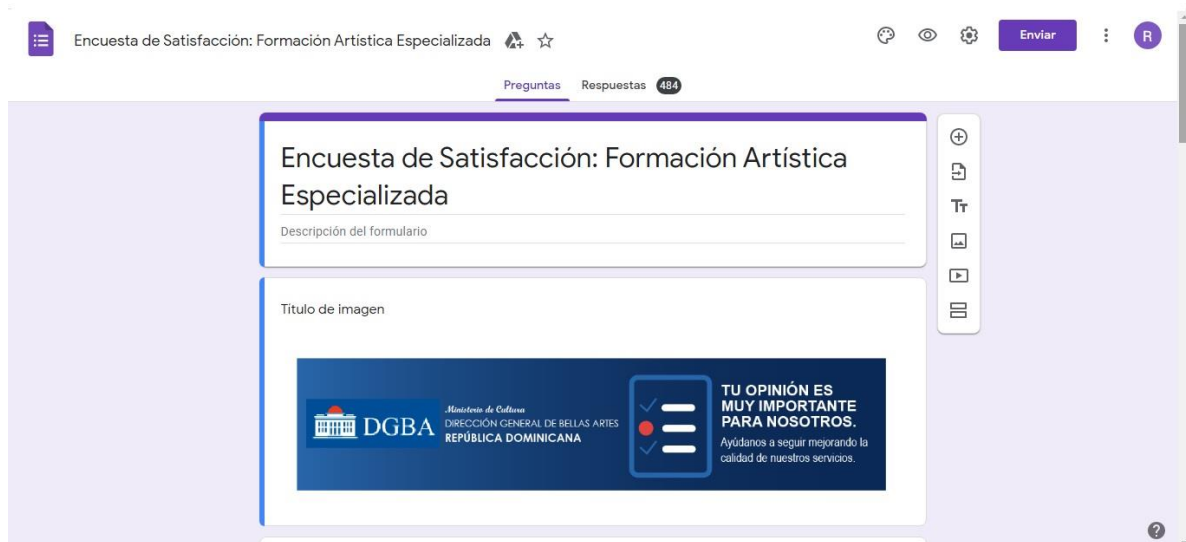 Encuesta de Satisfacción: Formación Artística Especializada
Enviar
R
Preguntas Respuestas 484
Encuesta de Satisfacción: Formación Artística
Especializada
Descripción del formulario
Tт
Título de imagen
DGBA
Ministerio de Cultura
DIRECCIÓN GENERAL DE BELLAS ARTES
REPÚBLICA DOMINICANA
TU OPINIÓN ES
MUY IMPORTANTE
PARA NOSOTROS.
Ayúdanos a seguir mejorando la
calidad de nuestros servicios.